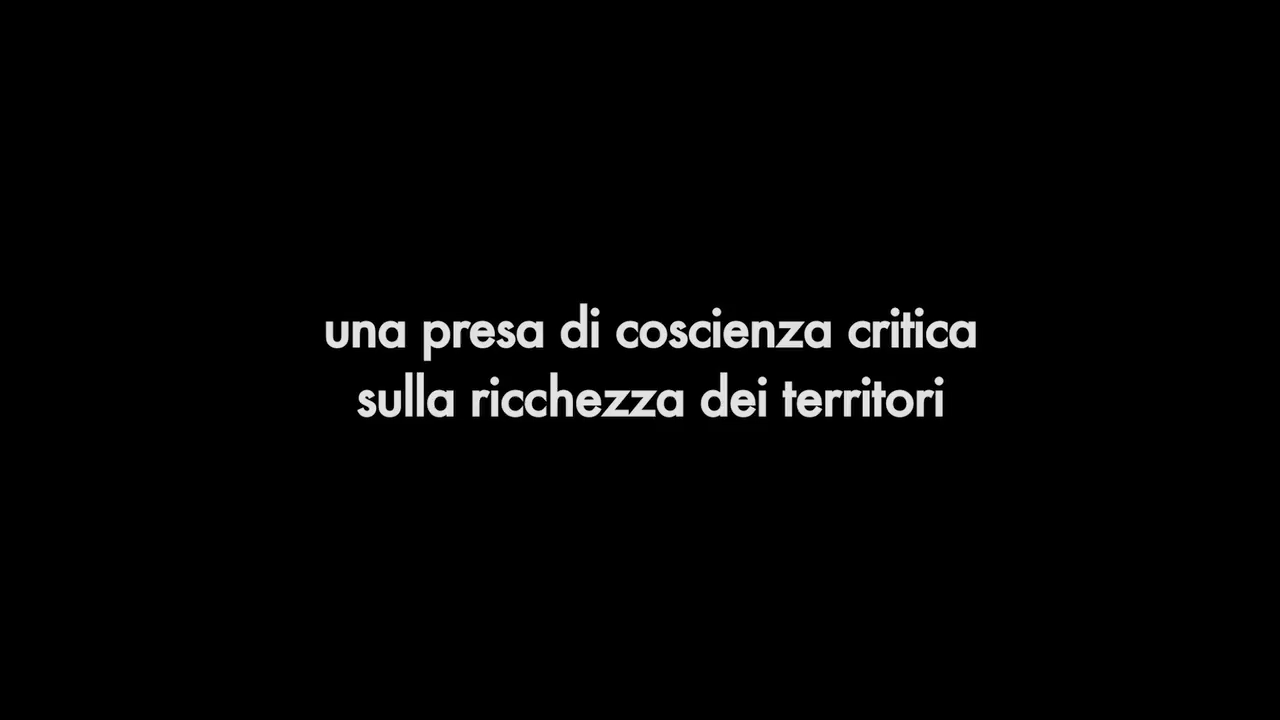 una presa di coscienza critica
sulla ricchezza dei territori